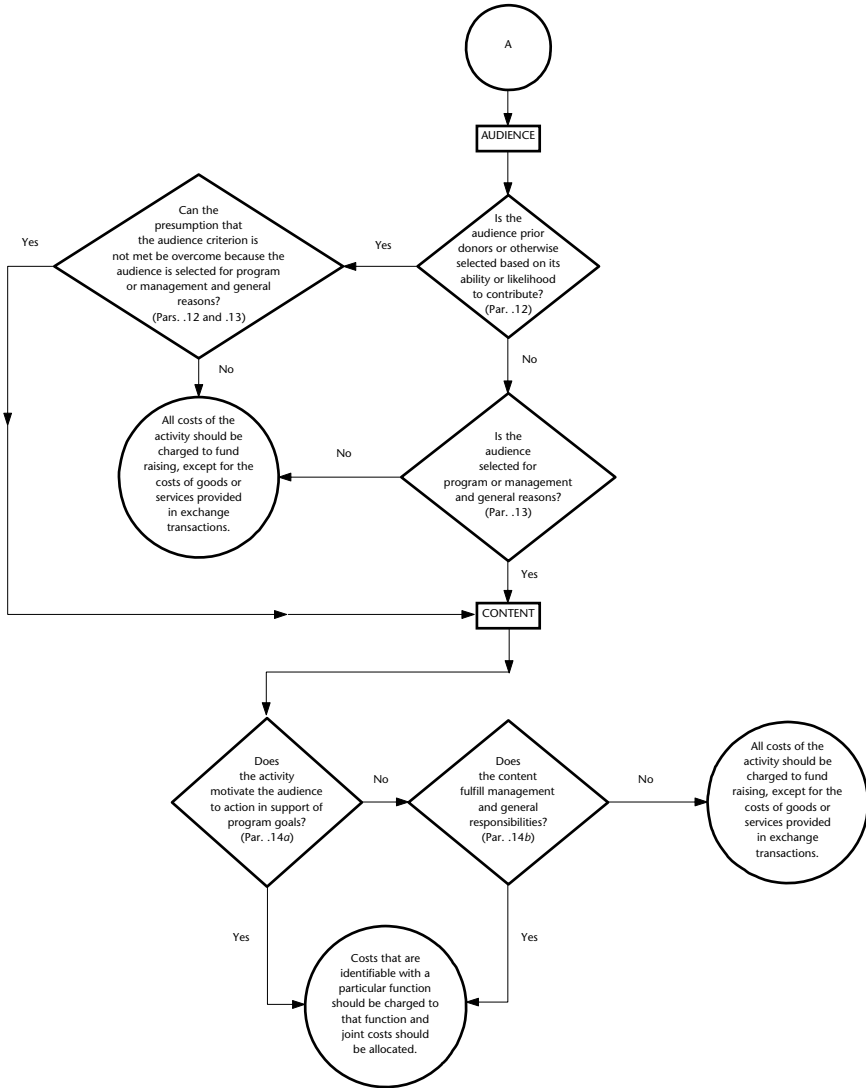 A
AUDIENCE
Can the
presumption that
the audience criterion is
not met be overcome because the
audience is selected for program
or management and general
reasons?
(Pars. .12 and .13)
Yes
Yes
Is the
audience prior
donors or otherwise
selected based on its
ability or likelihood
to contribute?
(Par. .12)
No
No
All costs of the
activity should be
charged to fund
raising, except for the
costs of goods or
services provided
in exchange
transactions.
No
Is the
audience
selected for
program or management
and general reasons?
(Par. .13)
Yes
CONTENT
Does
the activity
motivate the audience
to action in support of
program goals?
(Par. .14a)
No
Does
the content
fulfill management
and general
responsibilities?
(Par. .14b)
No
All costs of the
activity should be
charged to fund
raising, except for the
costs of goods or
services provided
in exchange
transactions.
Yes
Yes
Costs that are
identifiable with a
particular function
should be charged to
that function and
joint costs should
be allocated.